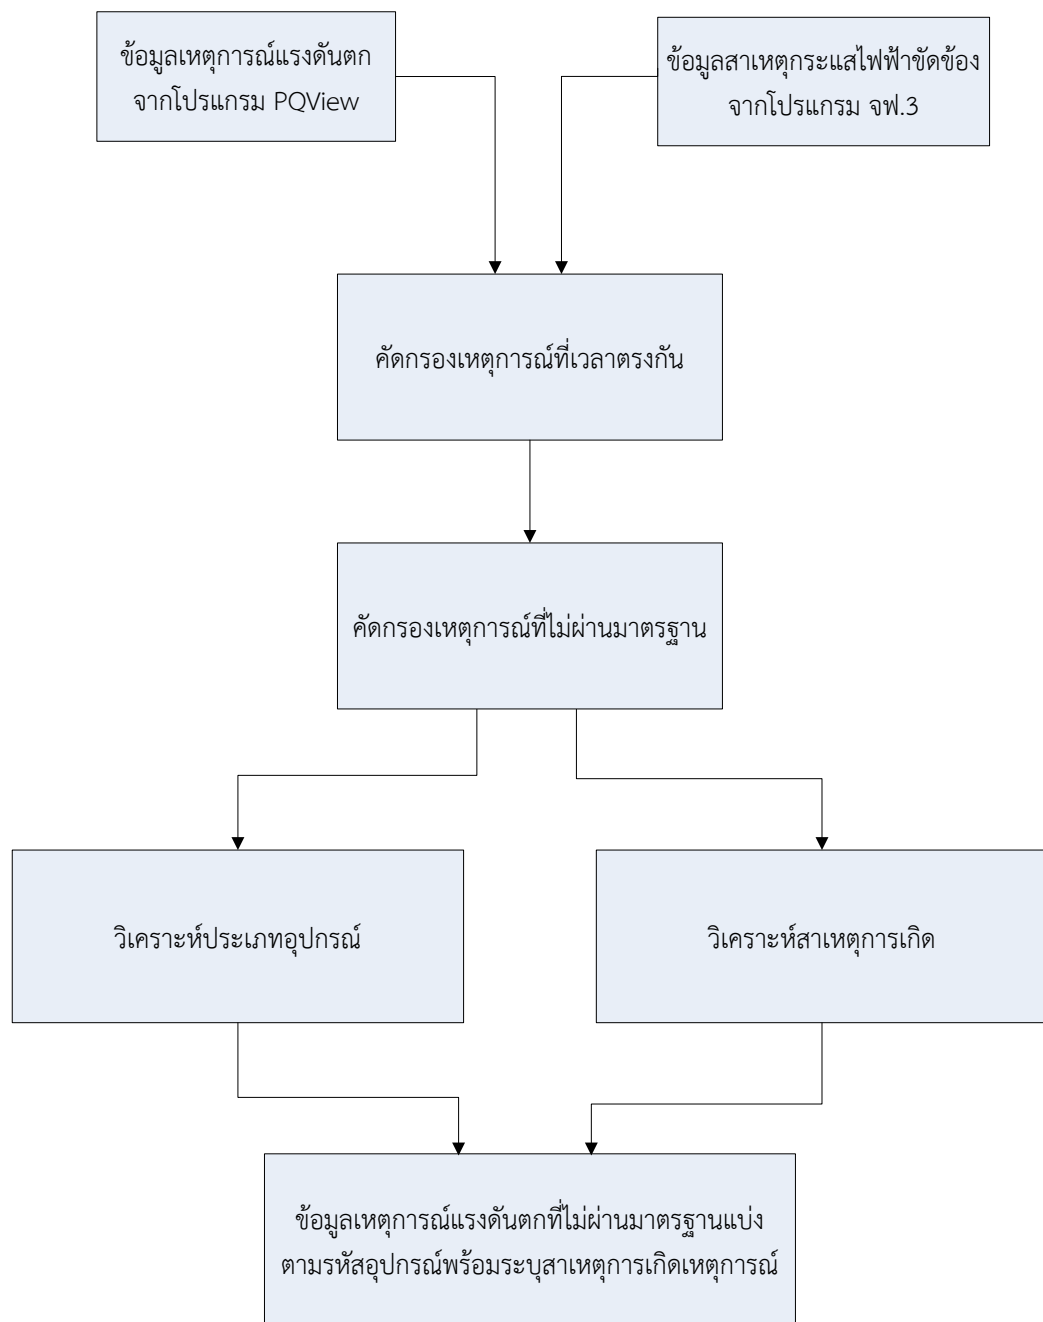 ข้อมูลเหตุการณ์แรงดันตก
จากโปรแกรม PQView
ข้อมูลสาเหตุกระแสไฟฟ้าขัดข้อง
จากโปรแกรม จฟ.3
คัดกรองเหตุการณ์ที่เวลาตรงกัน
คัดกรองเหตุการณ์ที่ไม่ผ่านมาตรฐาน
วิเคราะห์ประเภทอุปกรณ์
วิเคราะห์สาเหตุการเกิด
ข้อมูลเหตุการณ์แรงดันตกที่ไม่ผ่านมาตรฐานแบ่ง
ตามรหัสอุปกรณ์พร้อมระบุสาเหตุการเกิดเหตุการณ์